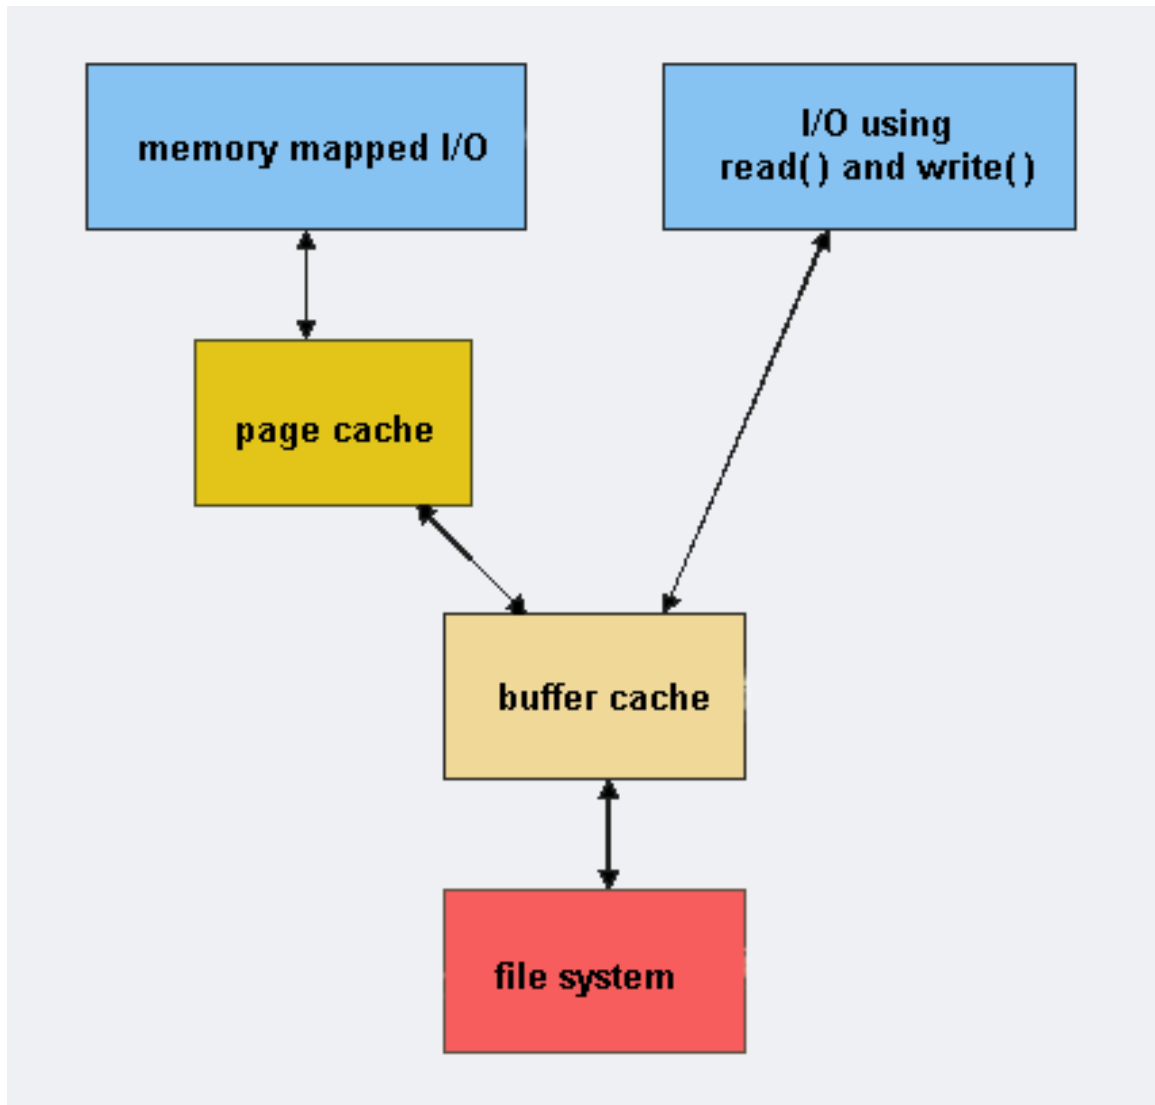 memory mapped I/O
I/O using
read( ) and write( )
page cache
buffer cache
file system